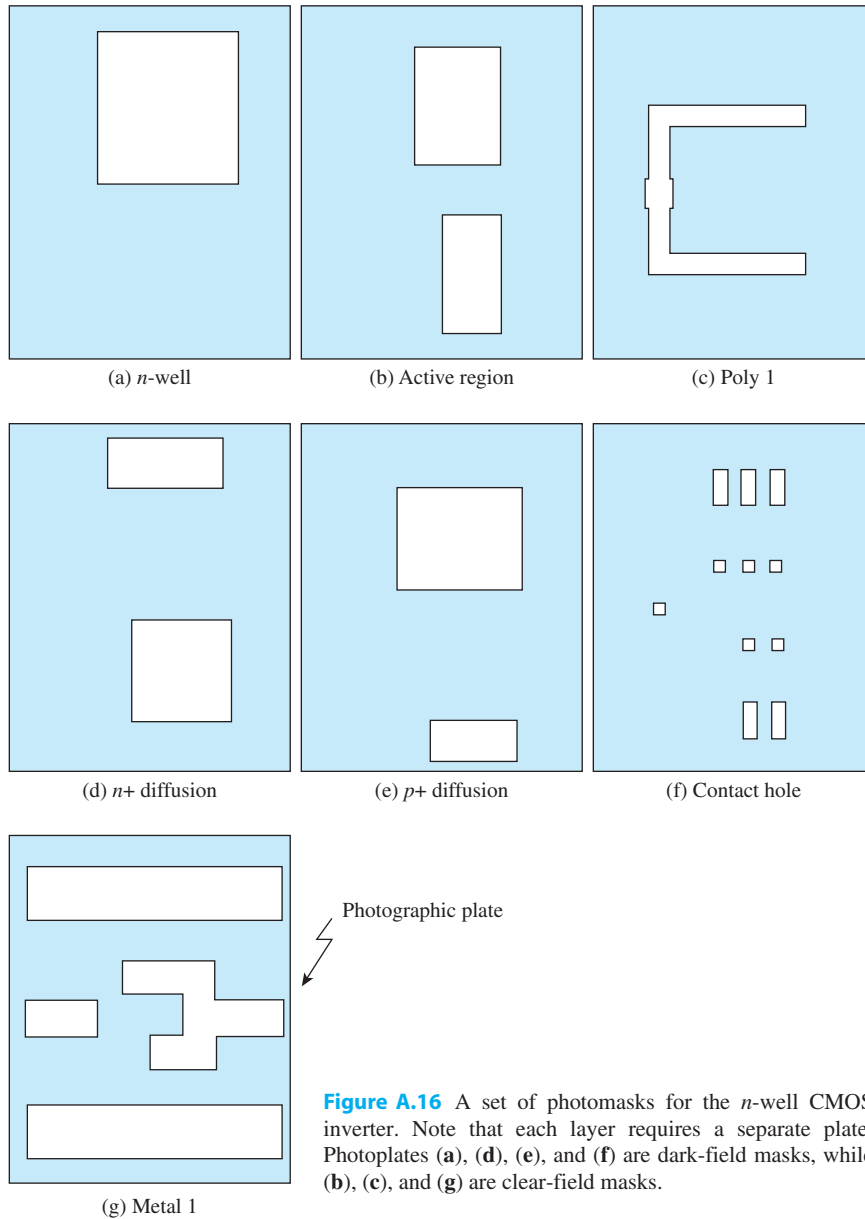 (a) n-well
(b) Active region
(c) Poly 1
(d) n+ diffusion
(e) p+ diffusion
(f) Contact hole
Photographic plate
(g) Metal 1
Figure A.16 A set of photomasks for the n-well CMOS
inverter. Note that each layer requires a separate plate
Photoplates (a), (d), (e), and (f) are dark-field masks, while
(b), (c), and (g) are clear-field masks.